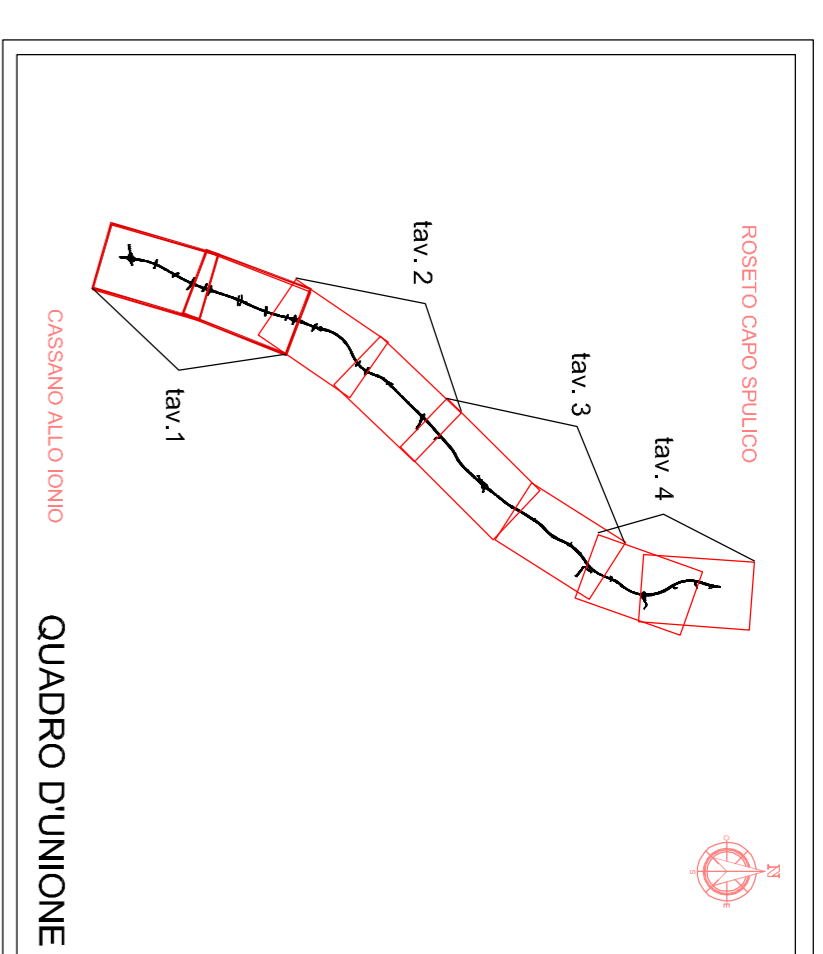 ROSETO CAPO SPULICO
tav. 4
tav. 3
tav. 2
tav.1
CASSANO ALLO IONIO
N
O
E
S
QUADRO D'UNIONE